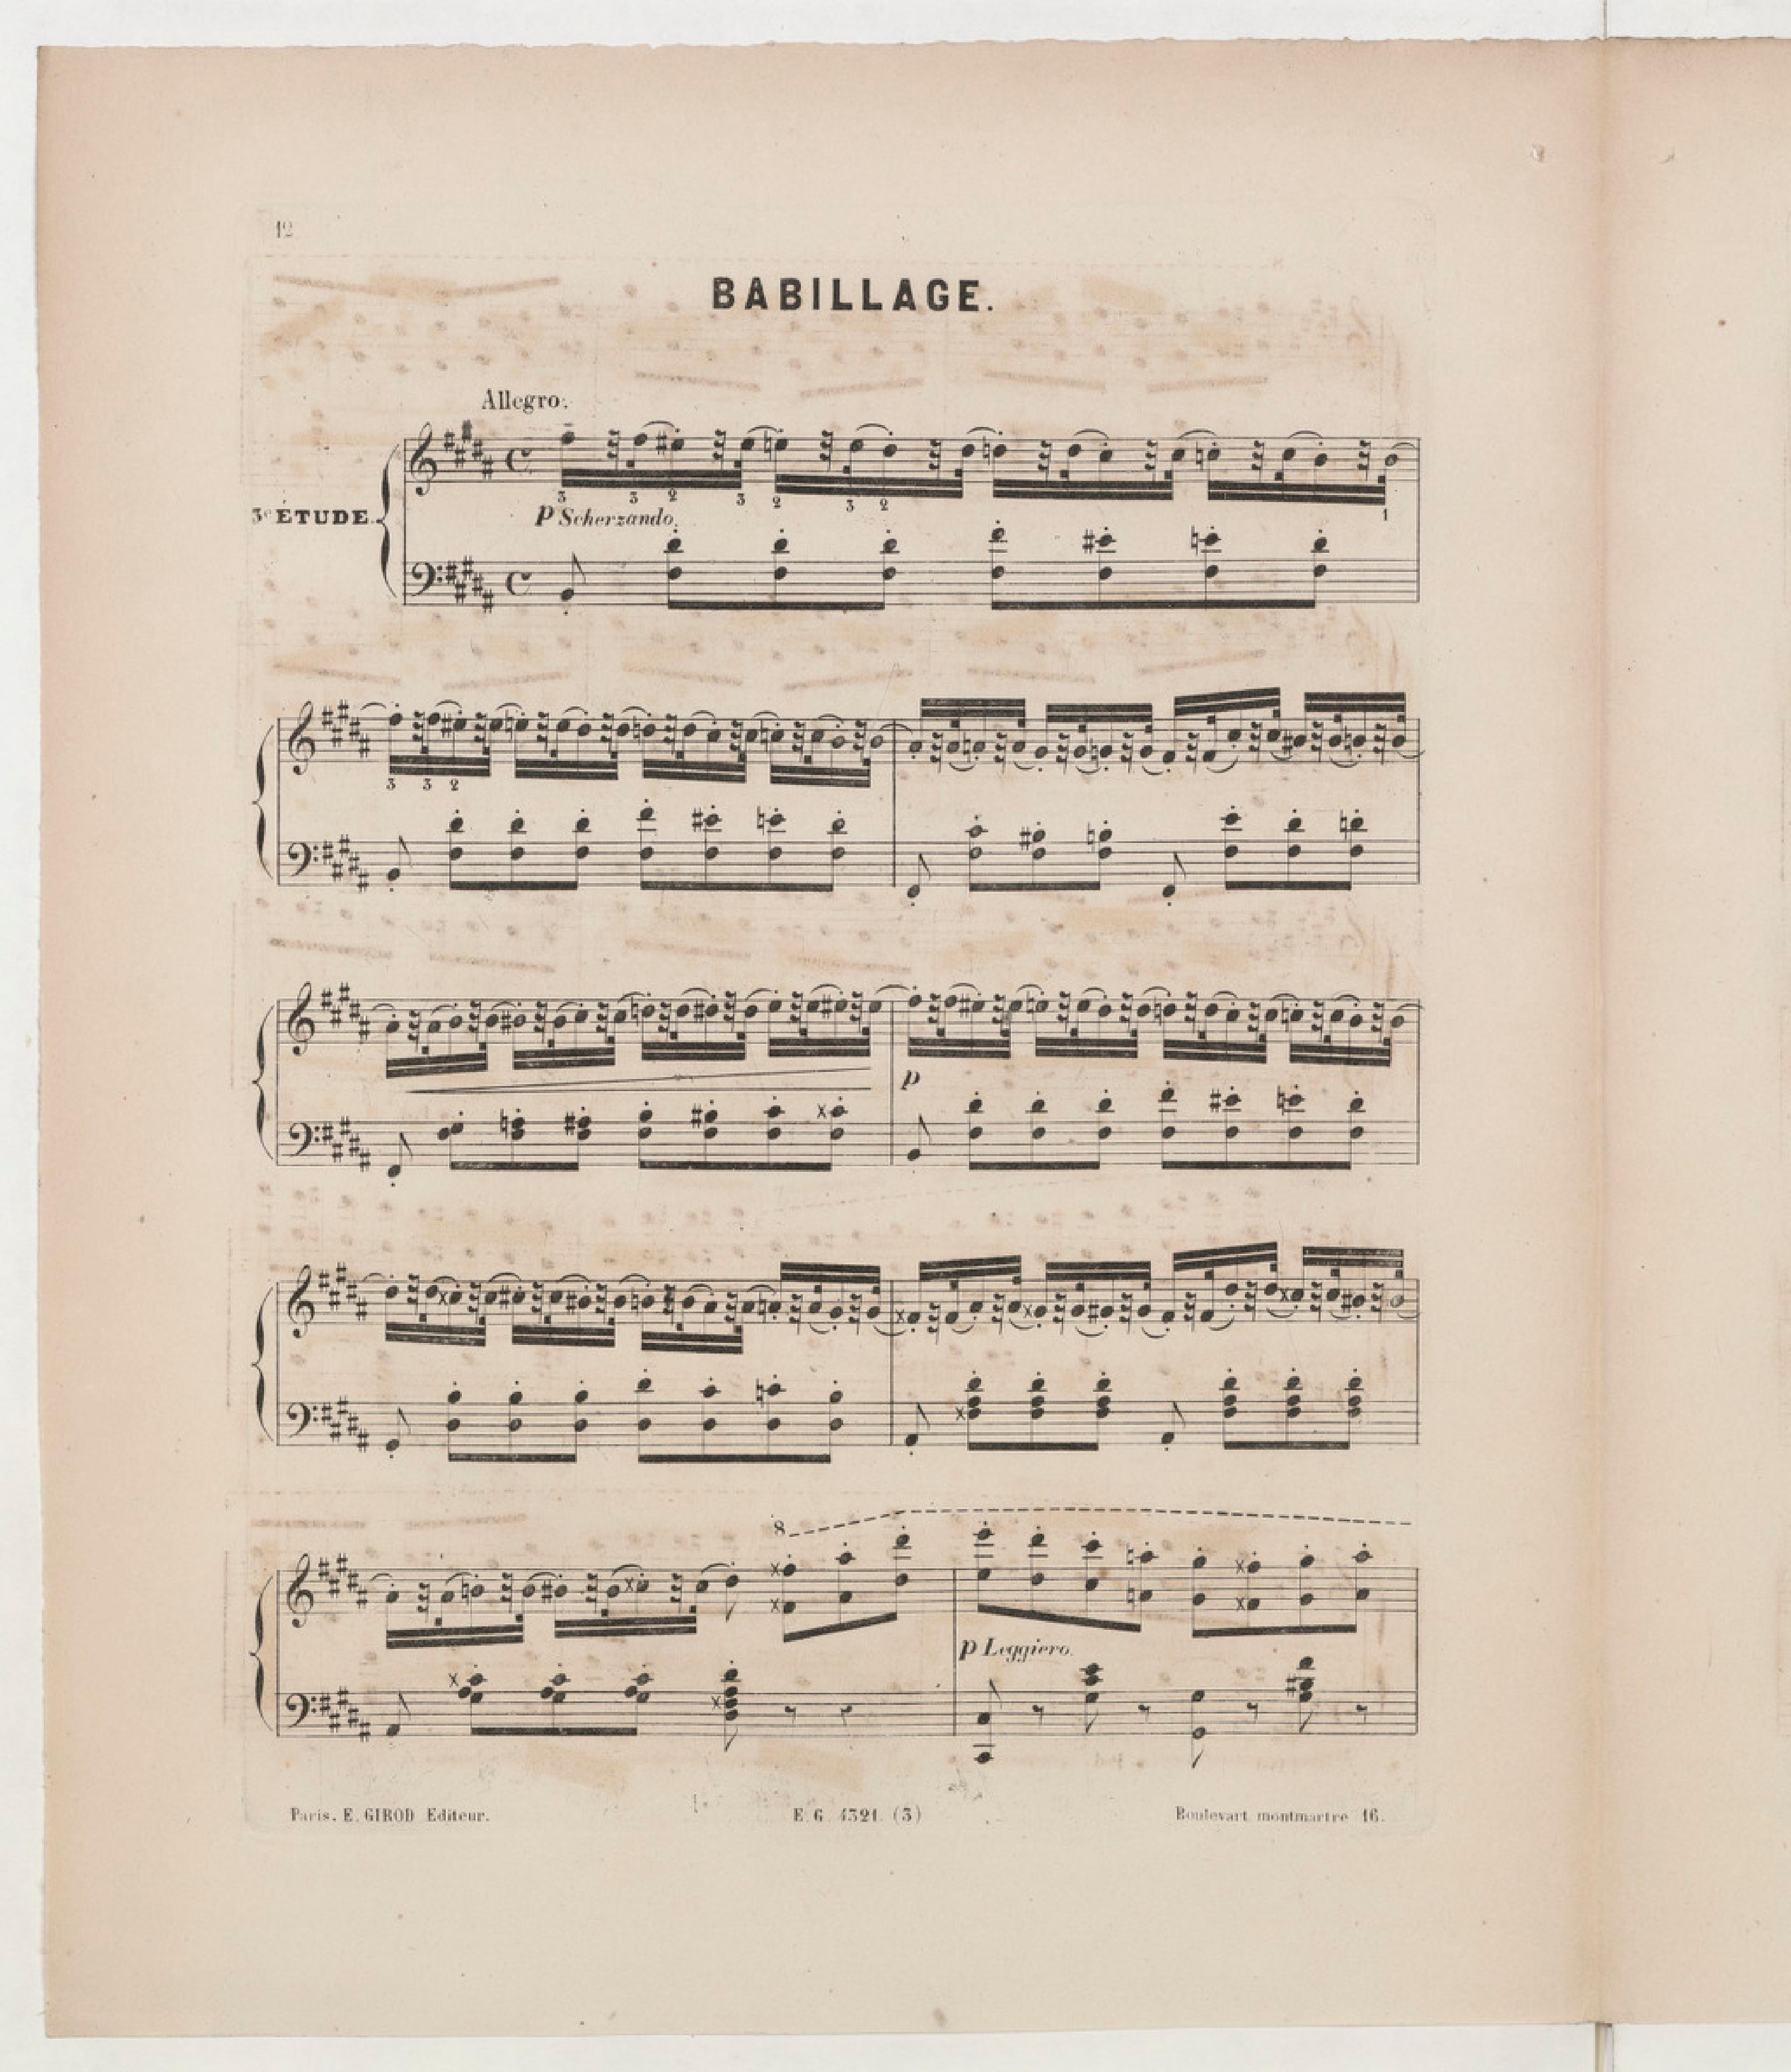 12
BABILLAGE.
Allegro.
3e ÉTUDE.
3 3 2 3 2 3 2 1
p Scherzando.
3 3 2
p
8
p Leggiero.
Paris. E. GIROD Editeur. E. G. 4321. (3) Boulevart montmartre 16.